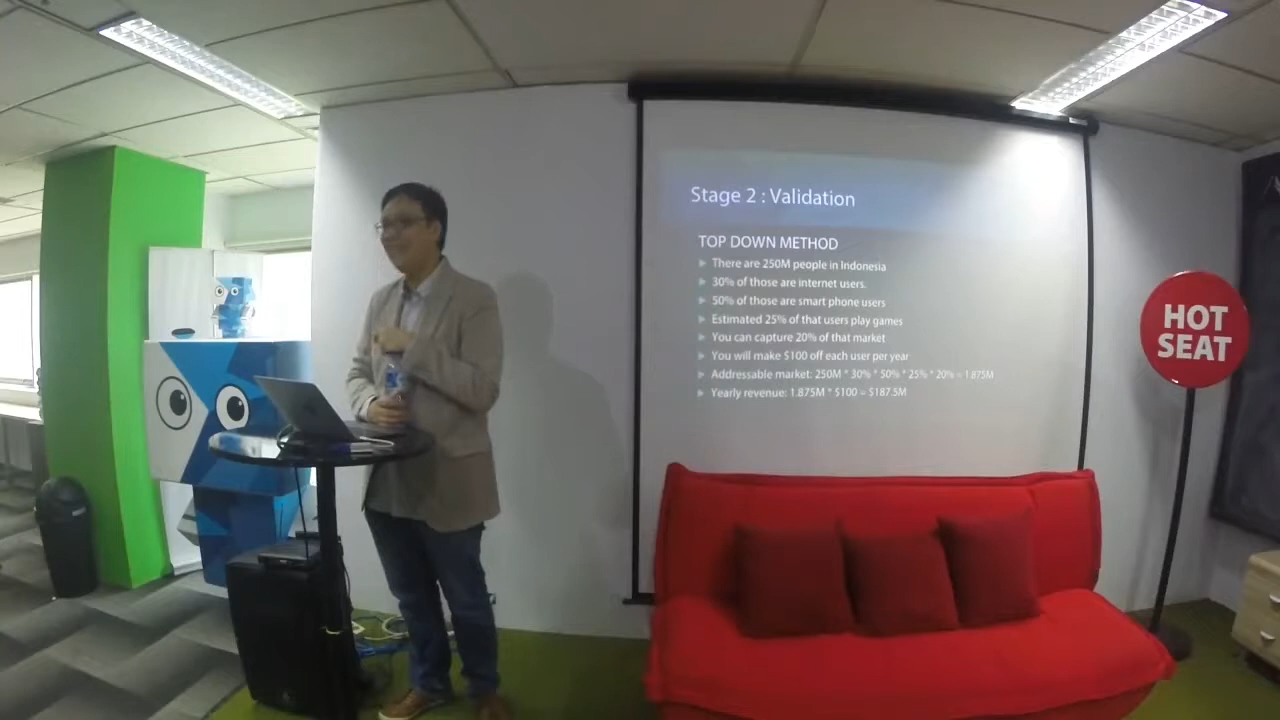 Stage 2 : Validation
TOP DOWN METHOD
There are 250M people in Indonesia
30% of those are internet users.
50% of those are smart phone users
Estimated 25% of that users play games
You can capture 20% of that market
You will make $100 off each user per year
Addressable market: 250M * 30% * 50% * 25% * 20% = 1.875M
Yearly revenue: 1.875M * $100 = $187.5M
HOT
SEAT